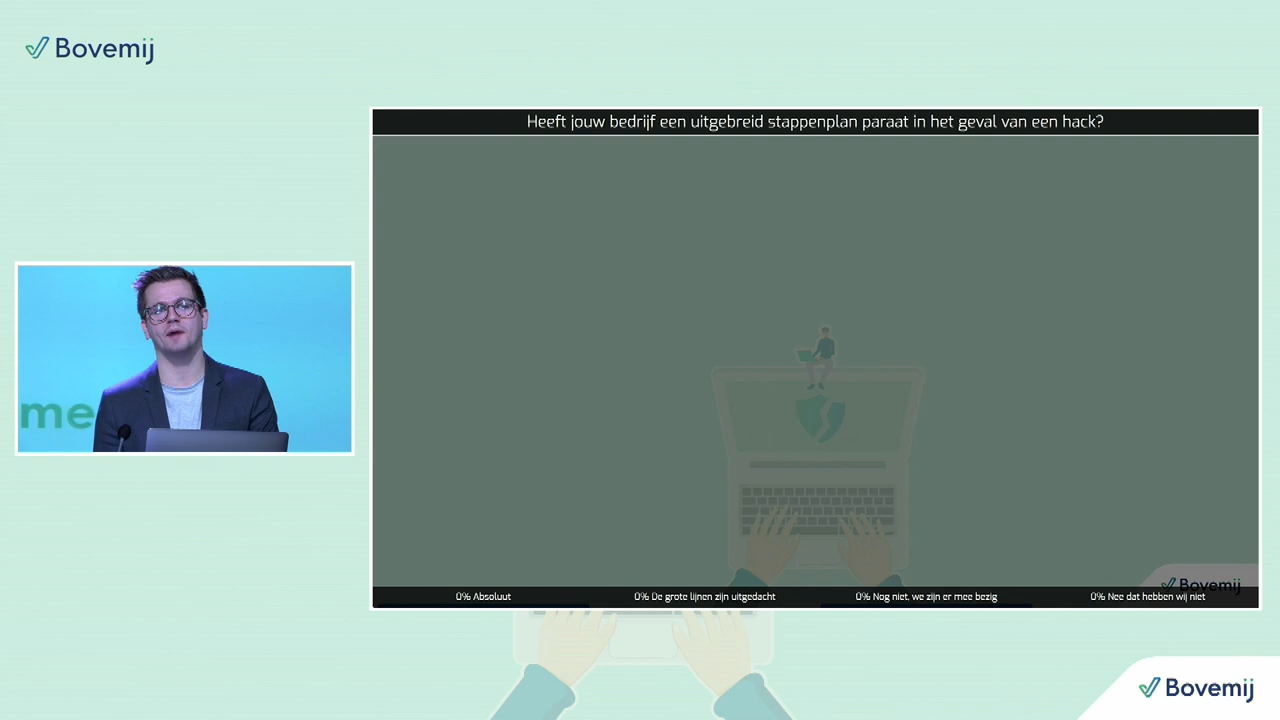 Bovemij
Heeft jouw bedrijf een uitgebreid stappenplan paraat in het geval van een hack?
me
Bovemij
0% Absoluut
0% De grote lijnen zijn uitgedacht
0% Nog niet, we zijn er mee bezig
0% Nee dat hebben wij niet
Bovemij